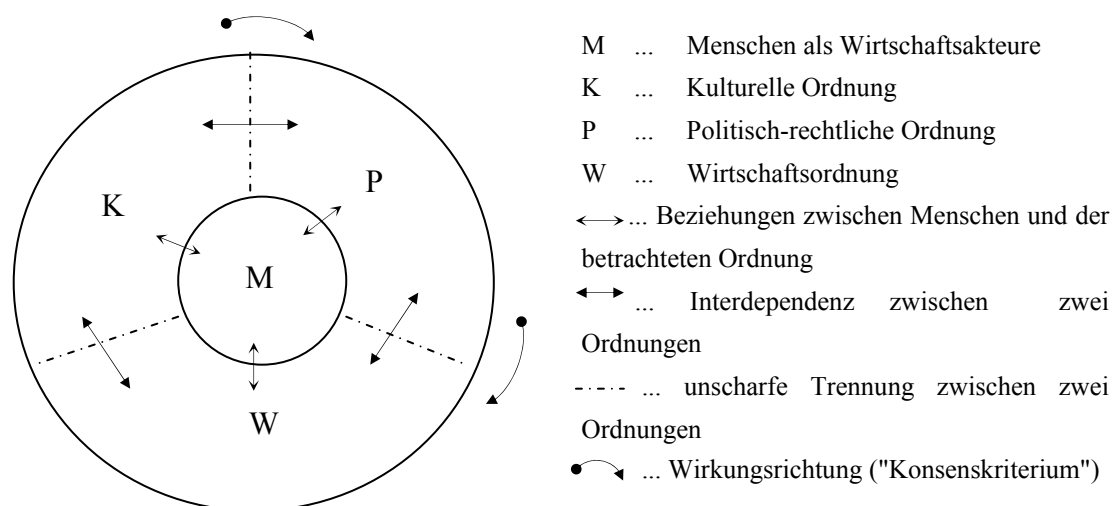 M ... Menschen als Wirtschaftsakteure
K ... Kulturelle Ordnung
P ... Politisch-rechtliche Ordnung
W ... Wirtschaftsordnung
... Beziehungen zwischen Menschen und der
betrachteten Ordnung
... Interdependenz zwischen zwei
Ordnungen
... unscharfe Trennung zwischen zwei
Ordnungen
... Wirkungsrichtung ("Konsenskriterium")
P
K
M
W